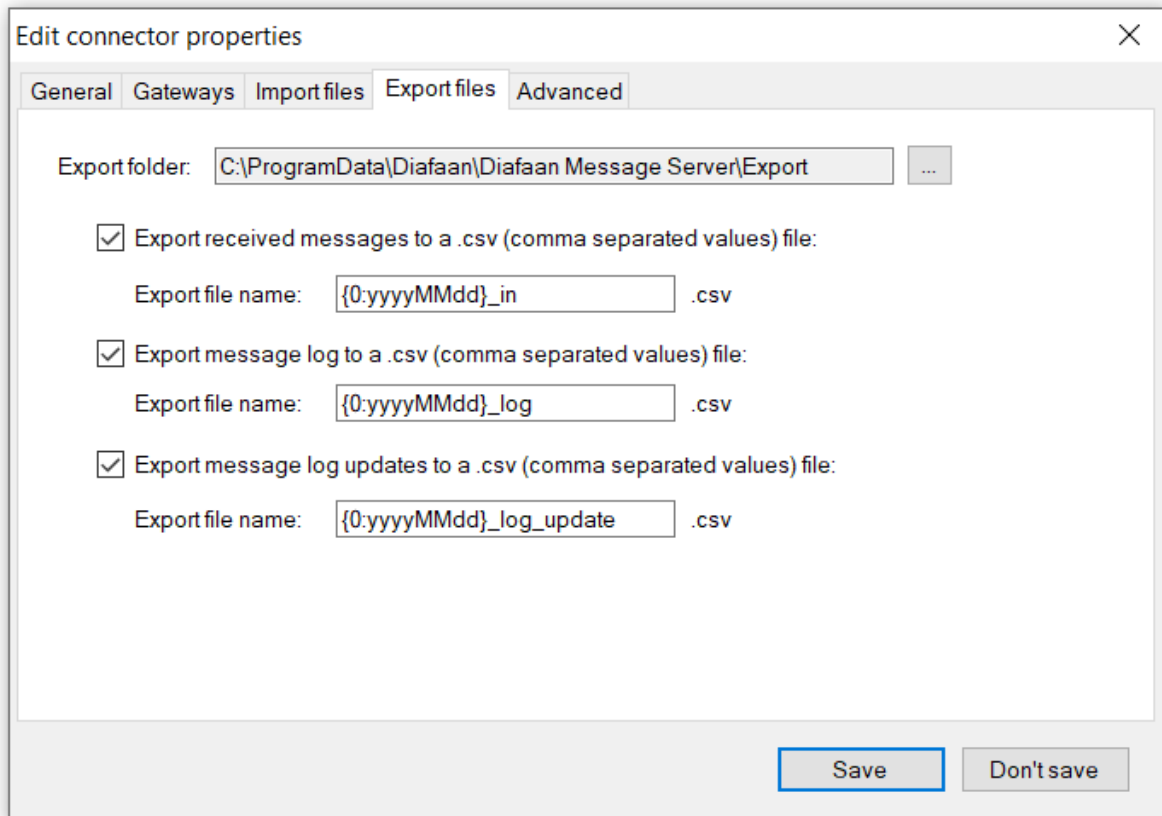 Edit connector properties
General Gateways Import files Export files Advanced
Export folder: C:\ProgramData\Diafaan\Diafaan Message Server\Export ...
Export received messages to a .csv (comma separated values) file:
Export file name: {0:yyyyMMdd}_in .csv
Export message log to a .csv (comma separated values) file:
Export file name: {0:yyyyMMdd}_log .csv
Export message log updates to a .csv (comma separated values) file:
Export file name: {0:yyyyMMdd}_log_update .csv
Save Don't save